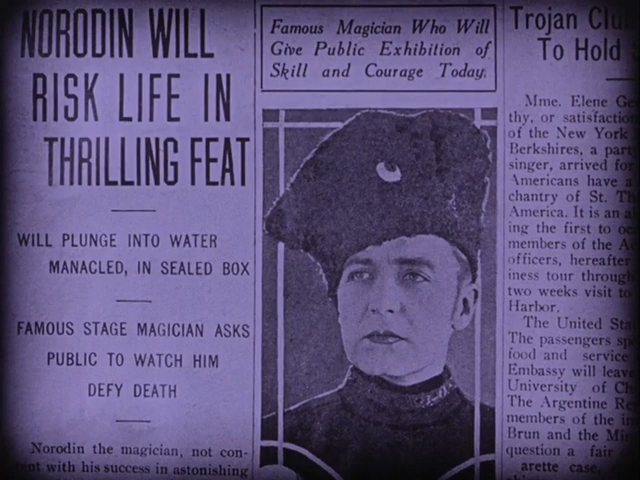 NORODIN WILL
RISK LIFE IN
THRILLING FEAT
WILL PLUNGE INTO WATER
MANACLED, IN SEALED BOX
FAMOUS STAGE MAGICIAN ASKS
PUBLIC TO WATCH HIM
DEFY DEATH
Norodin the magician, not con-
with his success in astonishing
Famous Magician Who Will
Give Public Exhibition of
Skill and Courage Today.
Trojan
To Hold
Mme. Elene
thy, or satisfaction
of the New York
Berkshires, a
singer, arrived for
Americans have a
chantry of St.
America. It is an
ing the first to
members of the
officers, hereafter
iness tour through
two weeks visit to
Harbor.
The United
The passengers
food and service
Embassy will leave
University of
The Argentine
members of the
Brun and the
question a fair
arette case.